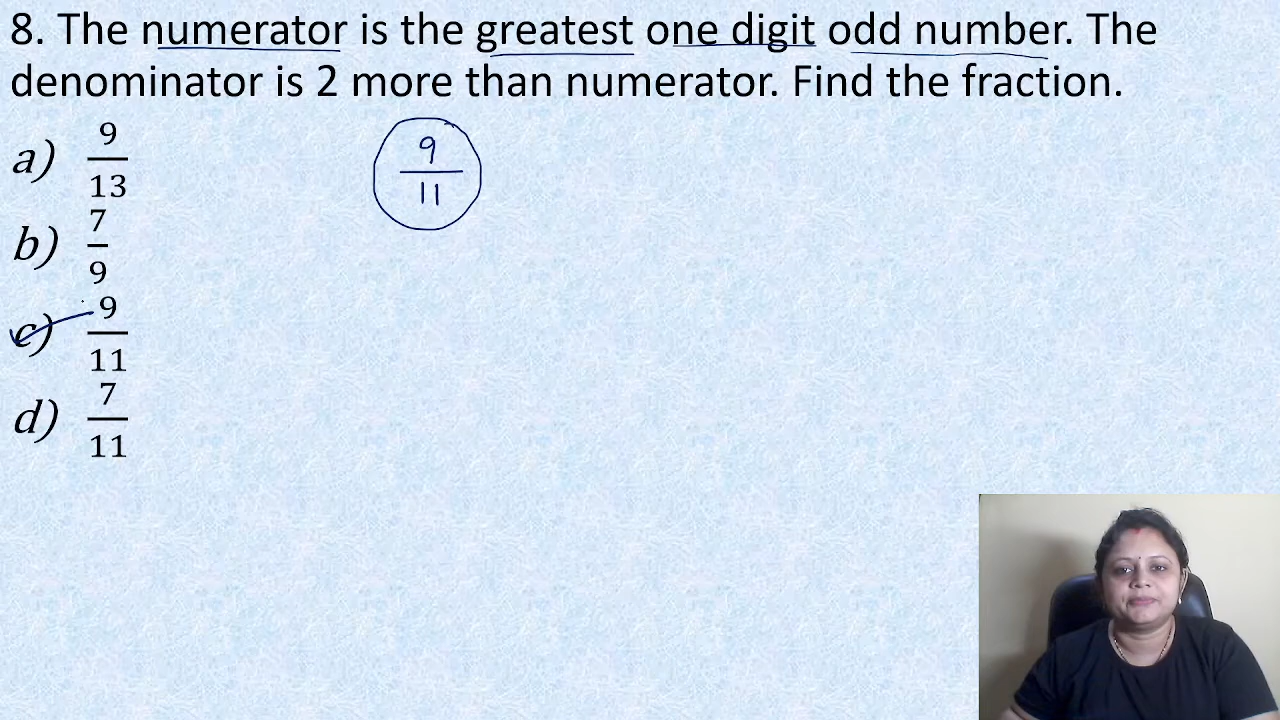 8. The numerator is the greatest one digit odd number. The
denominator is 2 more than numerator. Find the fraction.
a) 9/13
b) 7/9
c) 9/11
d) 7/11
9/11